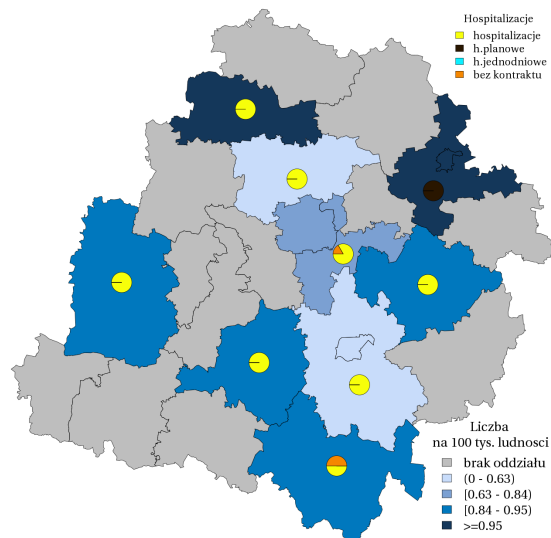 Hospitalizacje
hospitalizacje
h.planowe
h.jednodniowe
bez kontraktu
Liczba
na 100 tys. ludnosci
brak oddziału
(0 - 0.63)
[0.63 - 0.84)
[0.84 - 0.95)
>=0.95